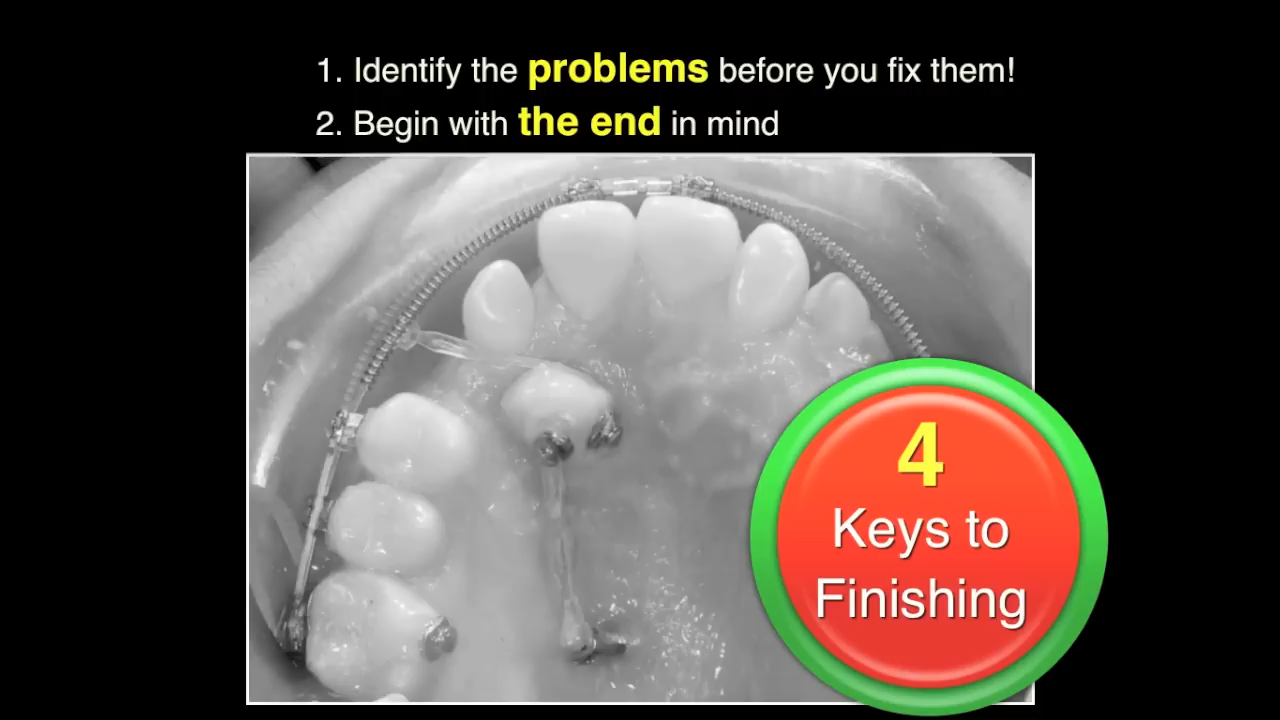 1. Identify the problems before you fix them!
2. Begin with the end in mind
4
Keys to
Finishing